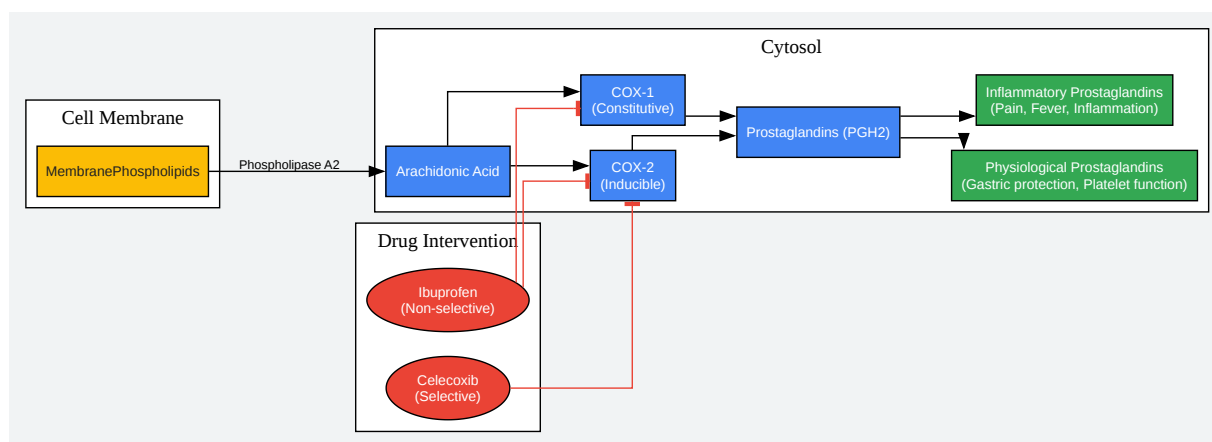 Cytosol
Cell Membrane
MembranePhospholipids
Phospholipase A2
Arachidonic Acid
COX-1
(Constitutive)
COX-2
(Inducible)
Prostaglandins (PGH2)
Inflammatory Prostaglandins
(Pain, Fever, Inflammation)
Physiological Prostaglandins
(Gastric protection, Platelet function)
Drug Intervention
Ibuprofen
(Non-selective)
Celecoxib
(Selective)